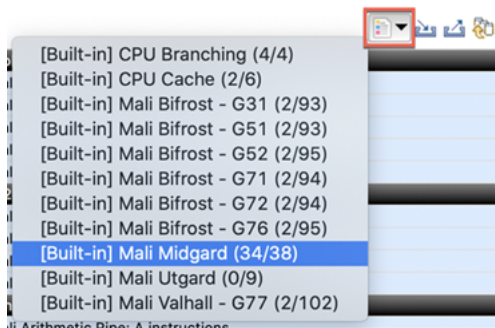 [Built-in] CPU Branching (4/4)
[Built-in] CPU Cache (2/6)
[Built-in] Mali Bifrost - G31 (2/93)
[Built-in] Mali Bifrost - G51 (2/93)
[Built-in] Mali Bifrost - G52 (2/95)
[Built-in] Mali Bifrost - G71 (2/94)
[Built-in] Mali Bifrost - G72 (2/94)
[Built-in] Mali Bifrost - G76 (2/95)
[Built-in] Mali Midgard (34/38)
[Built-in] Mali Utgard (0/9)
[Built-in] Mali Valhall - G77 (2/102)
Arithmetic Pipe: A instructions